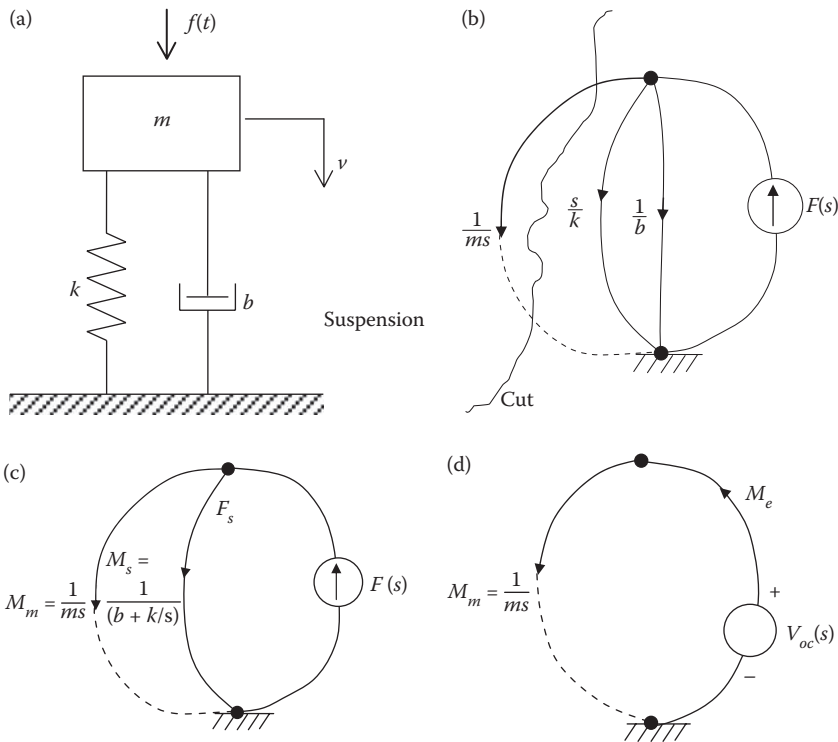 (a)
f(t)
m
v
k
b
Suspension
(b)
1/ms
s/k
1/b
F(s)
Cut
(c)
F_s
M_s =
M_m = 1/ms
1/(b + k/s)
F(s)
(d)
M_e
M_m = 1/ms
+
V_oc(s)
−